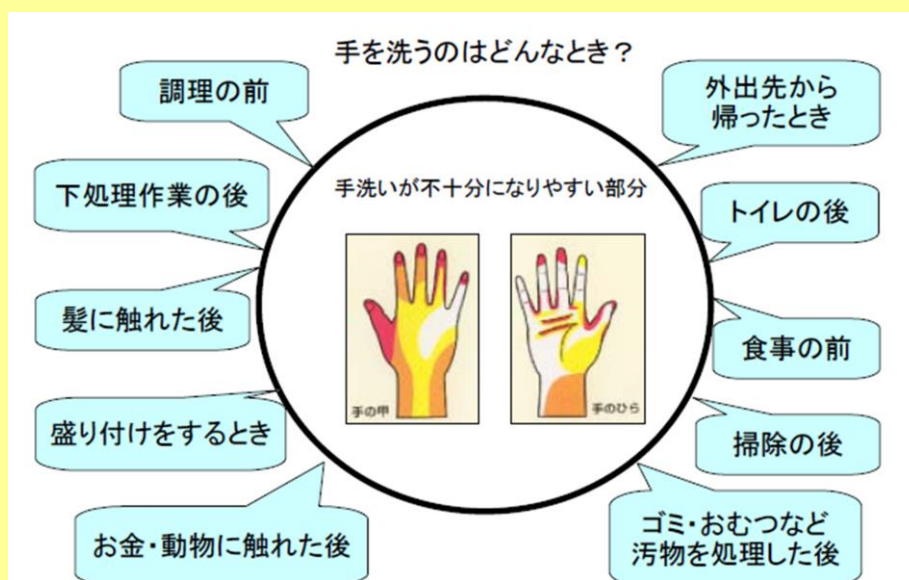 手を洗うのはどんなとき？
調理の前
下処理作業の後
髪に触れた後
盛り付けをするとき
お金・動物に触れた後
外出先から
帰ったとき
トイレの後
食事の前
掃除の後
ゴミ・おむつなど
汚物を処理した後
手洗いが不十分になりやすい部分
手の甲
手のひら